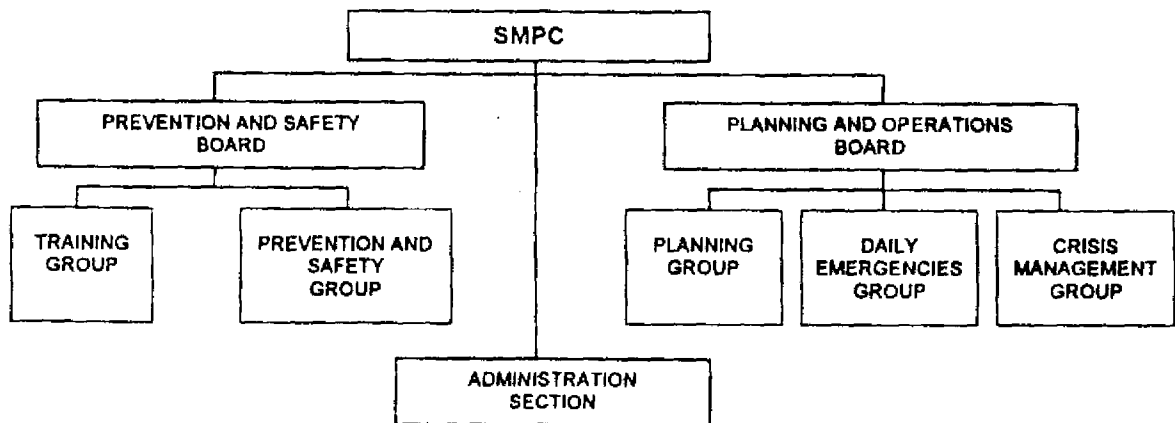 SMPC
PREVENTION AND SAFETY
BOARD
PLANNING AND OPERATIONS
BOARD
TRAINING
GROUP
PREVENTION AND
SAFETY
GROUP
PLANNING
GROUP
DAILY
EMERGENCIES
GROUP
CRISIS
MANAGEMENT
GROUP
ADMINISTRATION
SECTION